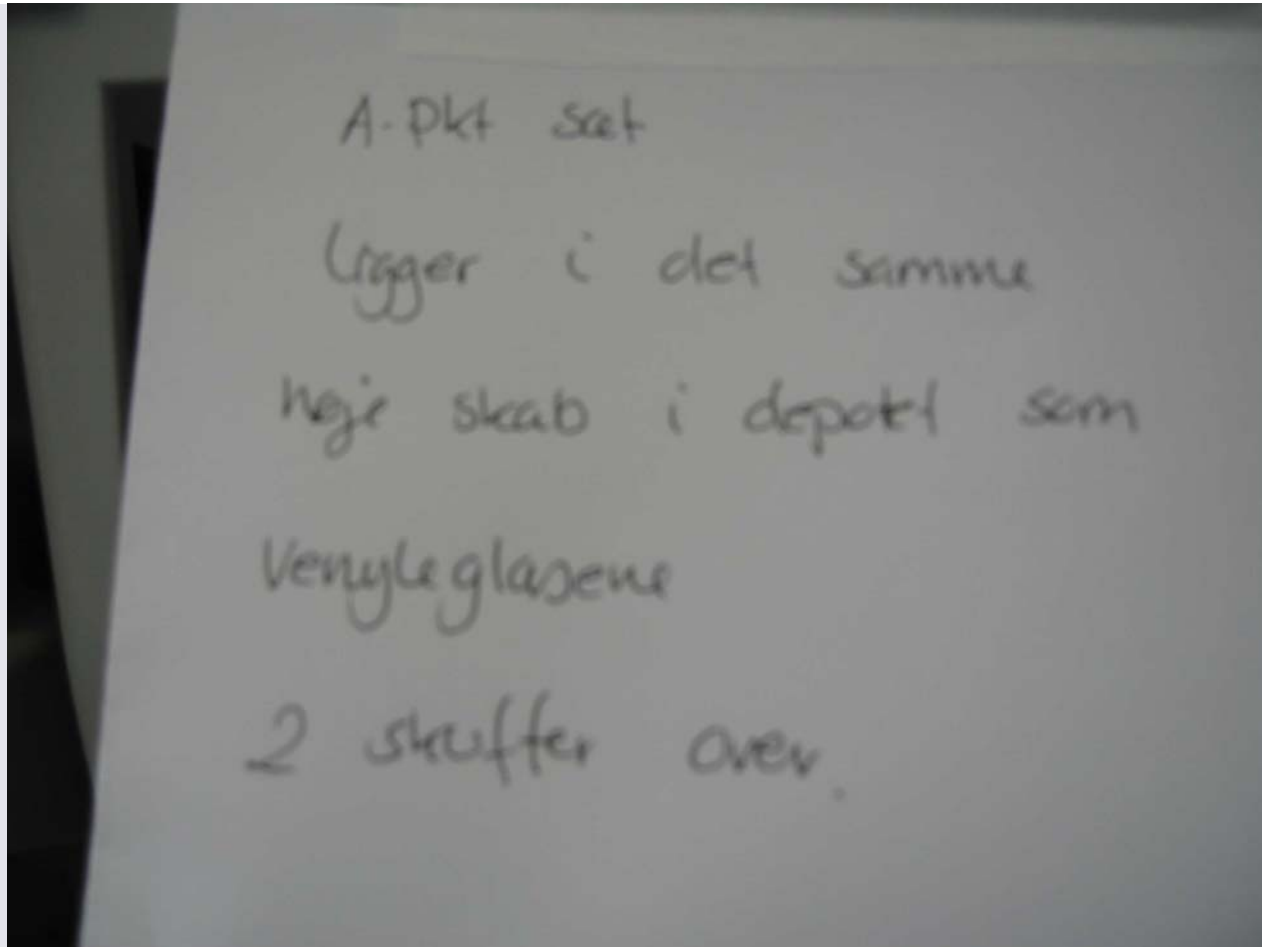 A-pkt sæt
ligger i det samme
høje skab i depotet som
Venyleglasene
2 skuffer over.